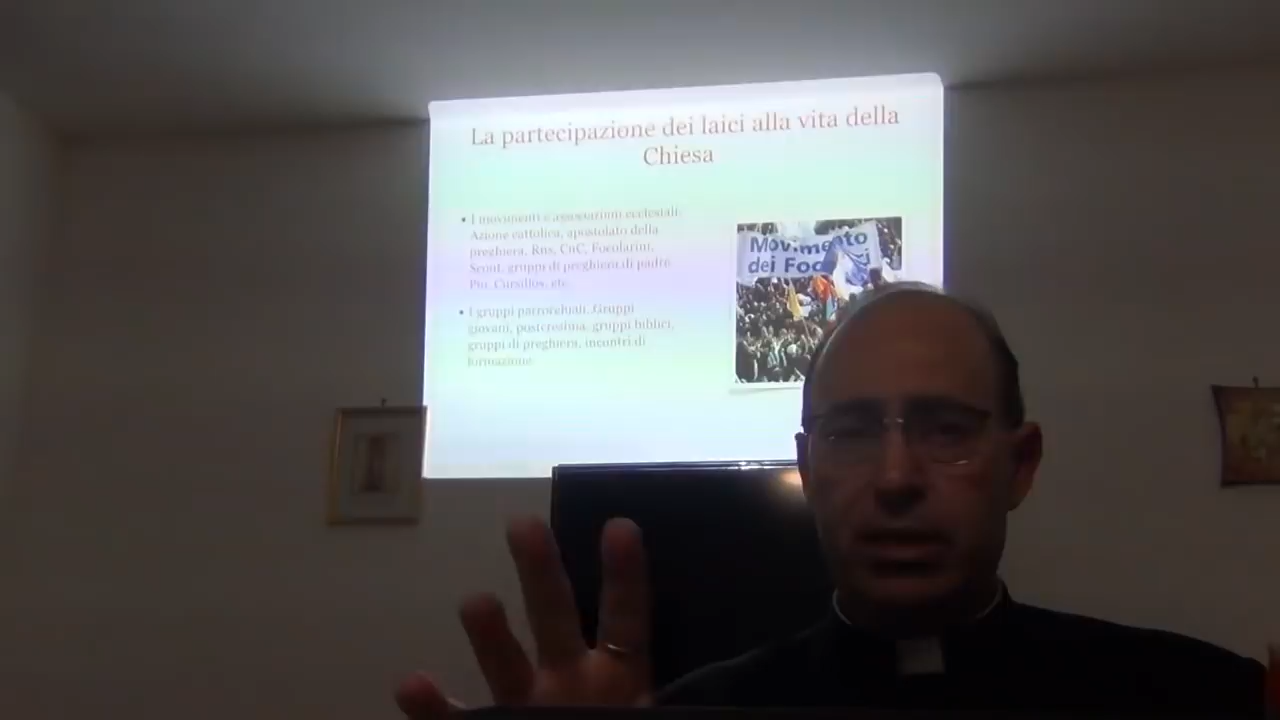 La partecipazione dei laici alla vita della
Chiesa
• I movimenti e associazioni ecclesiali.
Azione cattolica, apostolato della
preghiera, Rns, CnC, Focolarini,
Scout, gruppi di preghiera di padre
Pio, Cursillos, etc.
• I gruppi parrocchiali. Gruppi
giovani, postcresima, gruppi biblici,
gruppi di preghiera, incontri di
formazione
Movimento
dei Foc